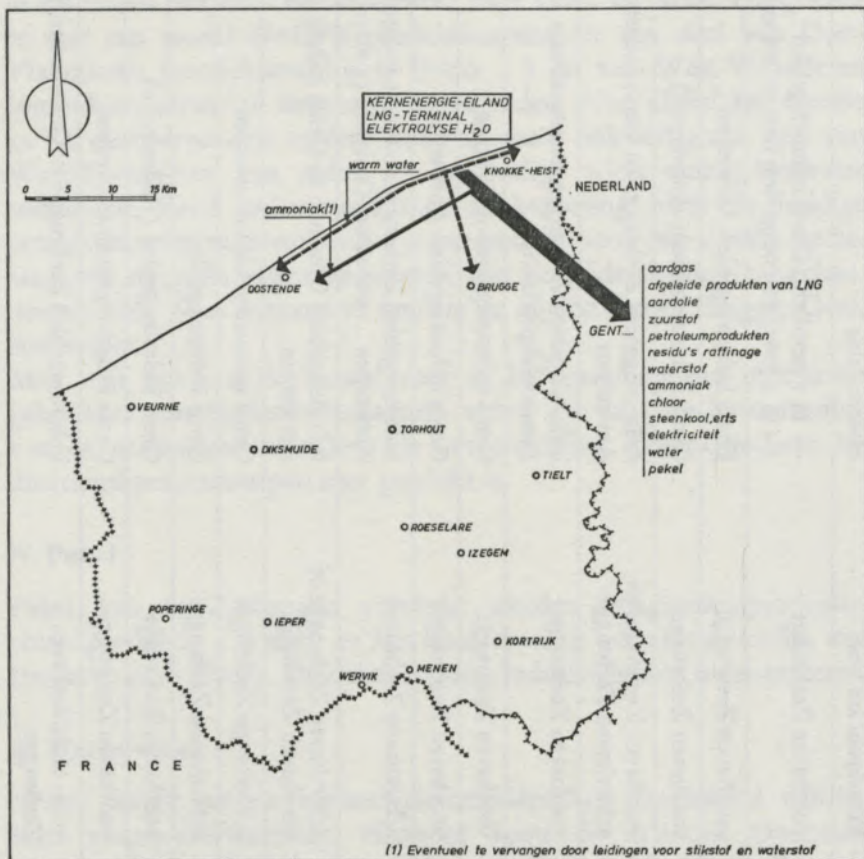 KERNENERGIE-EILAND
LNG-TERMINAL
ELEKTROLYSE H2O
warm water
KNOKKE-HEIST
NEDERLAND
0 5 10 15 Km
ammoniak(1)
OOSTENDE
BRUGGE
GENT
aardgas
afgeleide produkten van LNG
aardolie
zuurstof
petroleumprodukten
residu's raffinage
waterstof
ammoniak
chloor
steenkool, erts
elektriciteit
water
pekel
VEURNE
TORHOUT
DIKSMUIDE
TIELT
ROESELARE
IZEGEM
POPERINGE
IEPER
KORTRIJK
MENEN
WERVIK
FRANCE
(1) Eventueel te vervangen door leidingen voor stikstof en waterstof